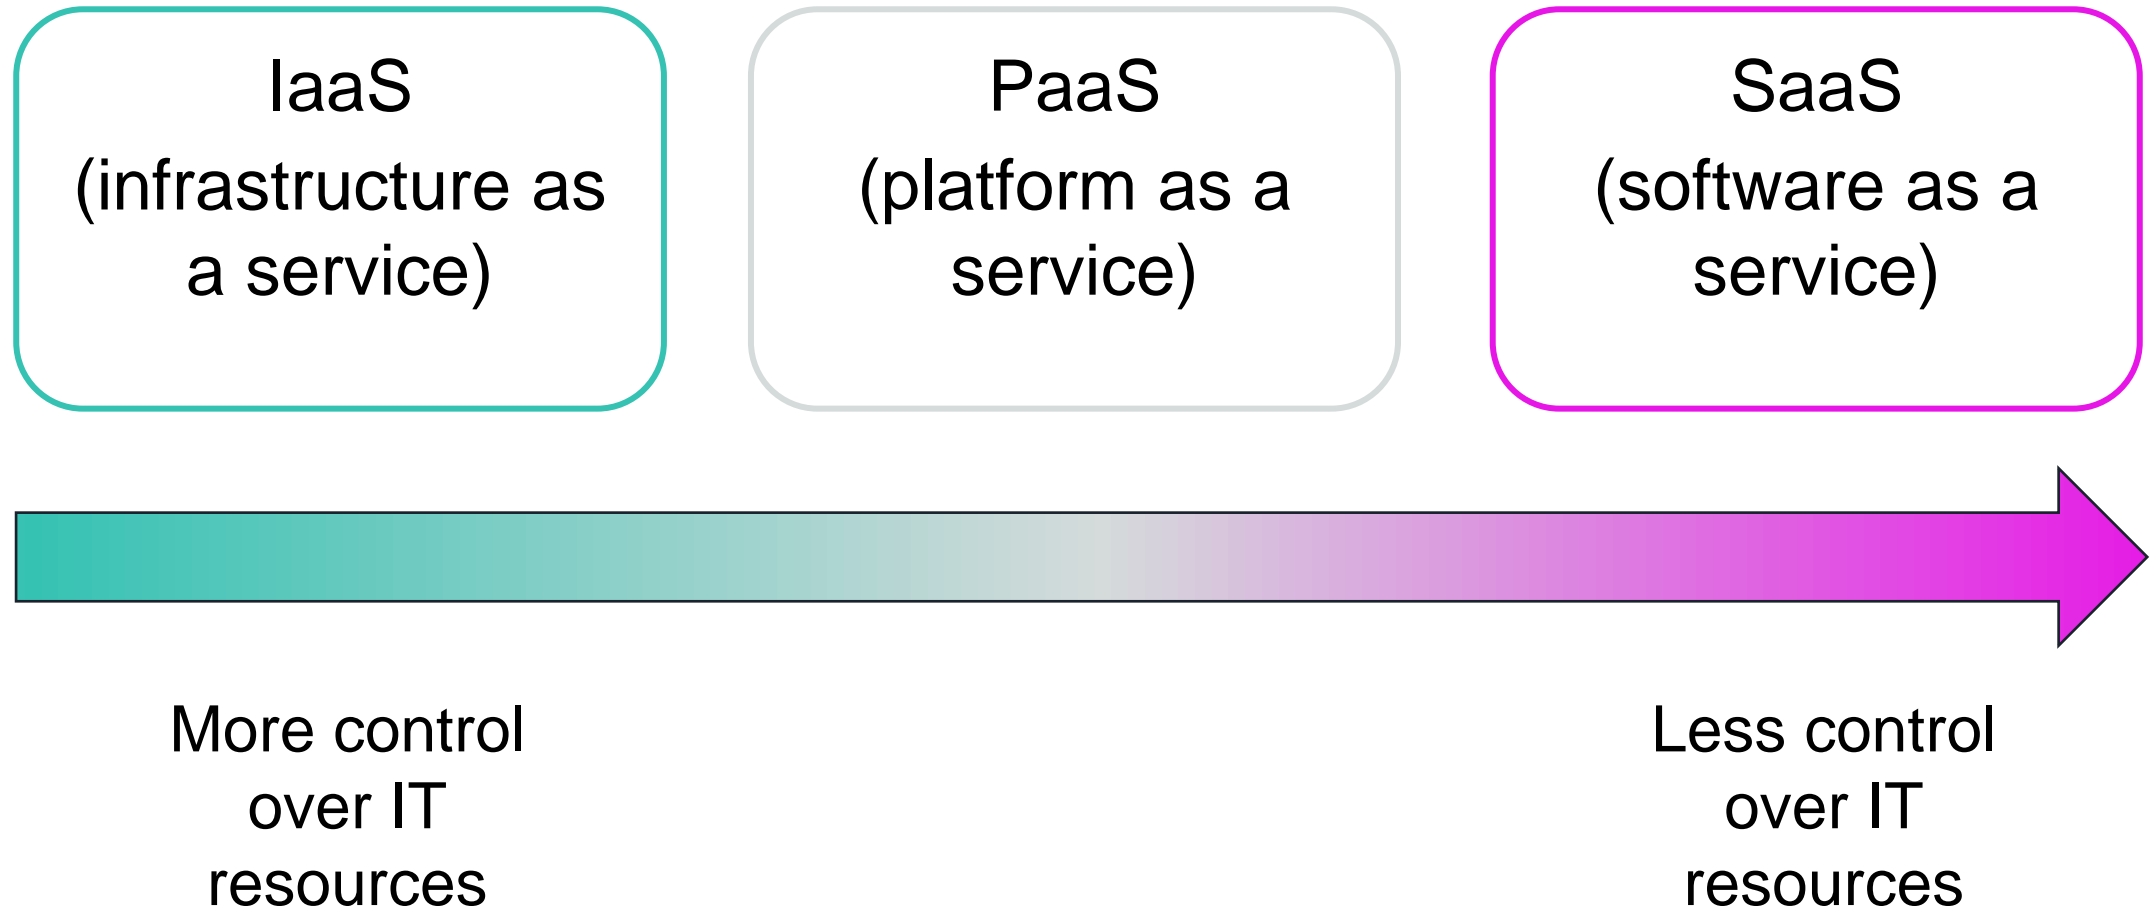 IaaS
(infrastructure as
a service)
PaaS
(platform as a
service)
SaaS
(software as a
service)
More control
over IT
resources
Less control
over IT
resources